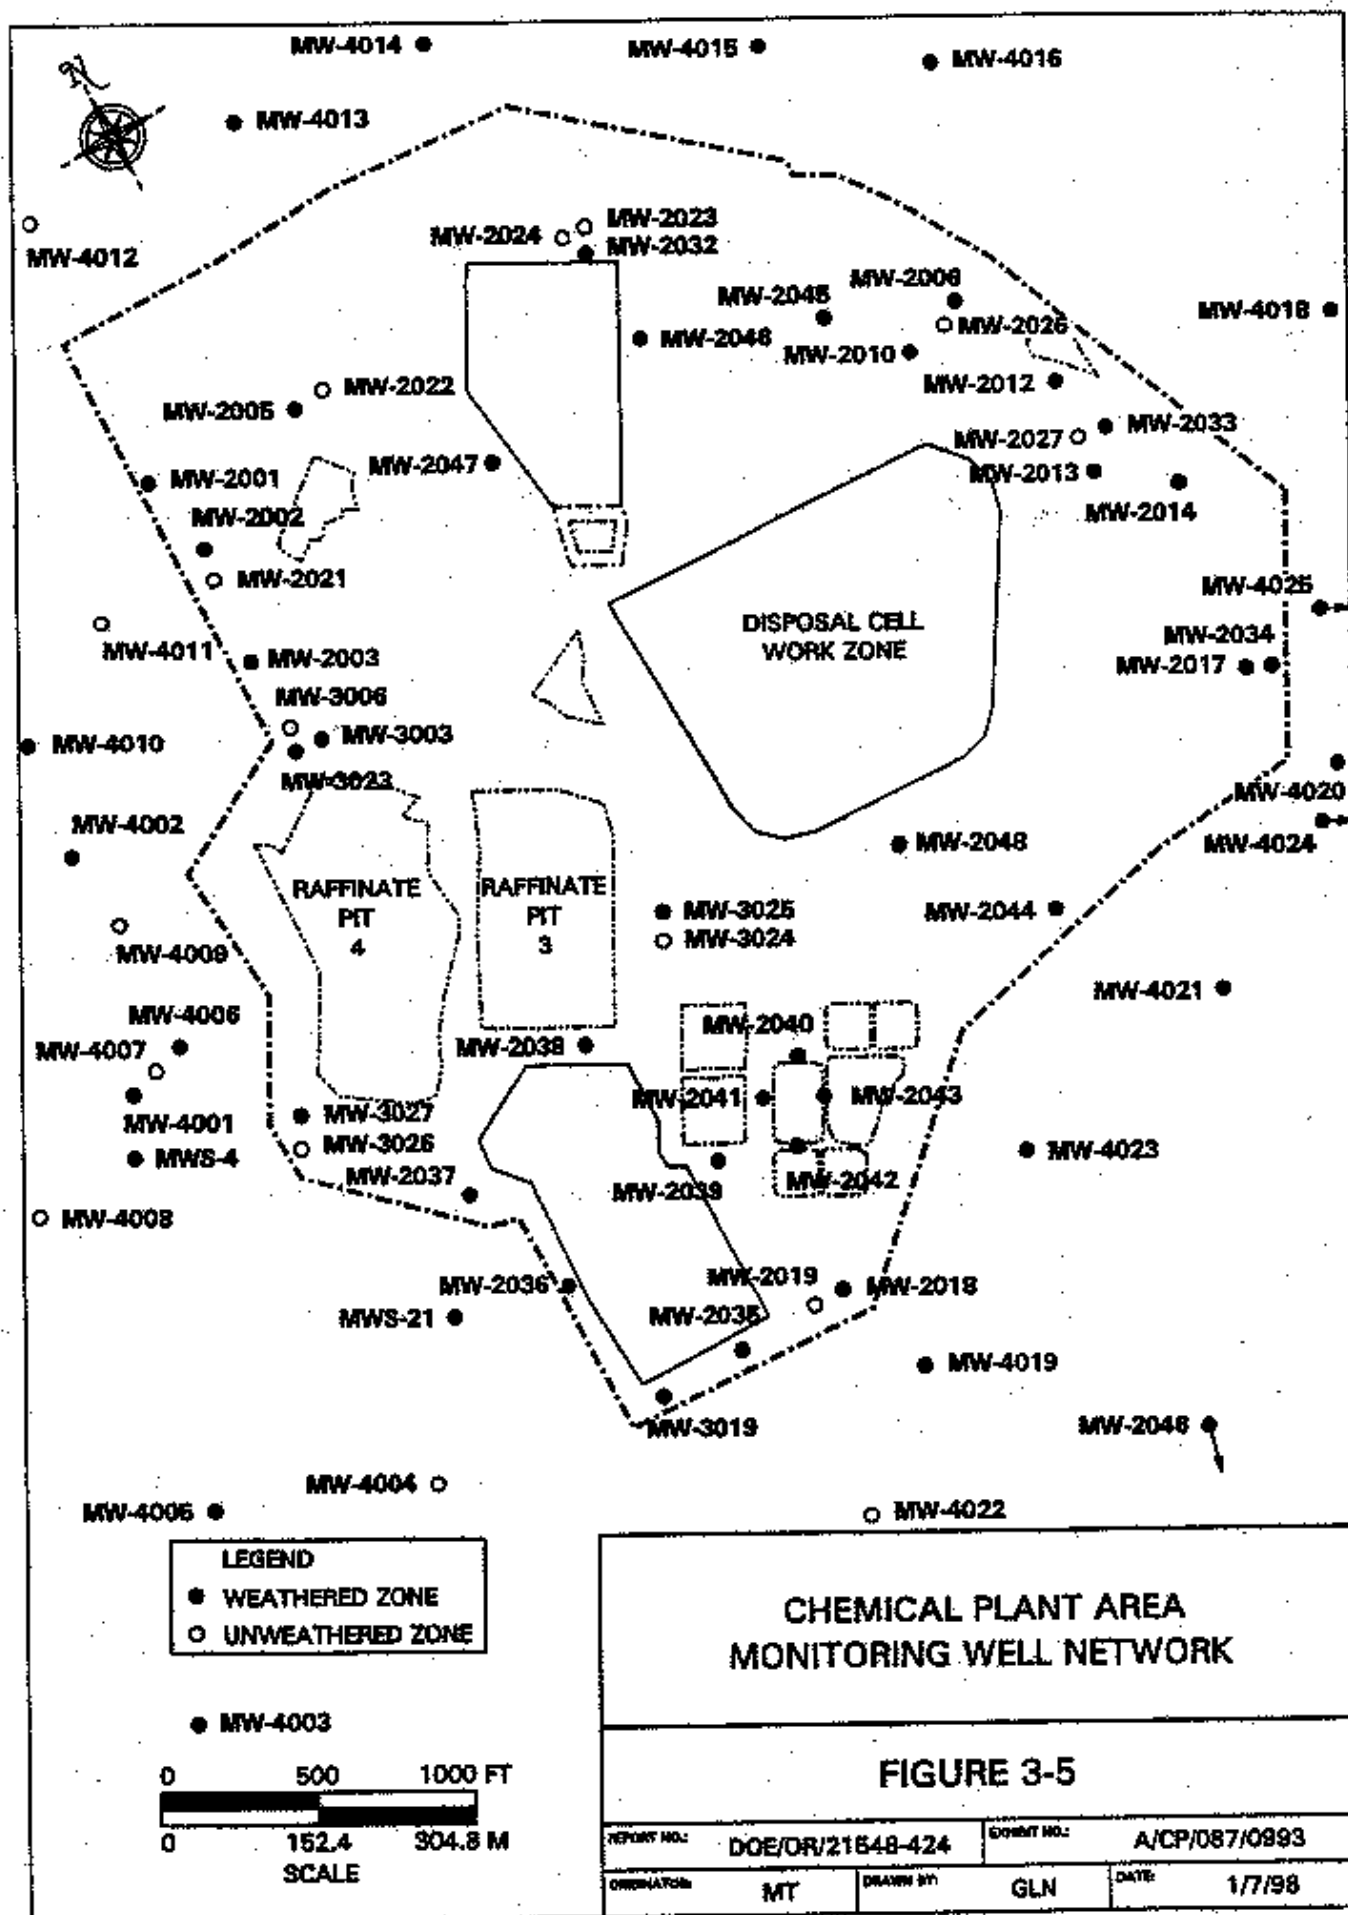 MW-4014
MW-4015
MW-4016
N
MW-4013
MW-2023
MW-2024
MW-2032
MW-4012
MW-2006
MW-2045
MW-2026
MW-4018
MW-2046
MW-2010
MW-2012
MW-2022
MW-2005
MW-2033
MW-2027
MW-2047
MW-2013
MW-2001
MW-2014
MW-2002
MW-2021
MW-4025
DISPOSAL CELL
WORK ZONE
MW-2034
MW-4011
MW-2003
MW-2017
MW-3006
MW-3003
MW-4010
MW-3023
MW-4020
MW-4002
MW-2048
MW-4024
RAFFINATE
PIT
4
RAFFINATE
PIT
3
MW-3025
MW-2044
MW-3024
MW-4009
MW-4021
MW-4006
MW-2040
MW-4007
MW-2038
MW-2041
MW-2043
MW-4001
MW-3027
MW-3026
MWS-4
MW-4023
MW-2037
MW-2039
MW-2042
MW-4008
MW-2036
MW-2019
MW-2018
MWS-21
MW-2035
MW-4019
MW-3019
MW-2046
MW-4004
MW-4005
MW-4022
LEGEND
WEATHERED ZONE
UNWEATHERED ZONE
MW-4003
0 500 1000 FT
0 152.4 304.8 M
SCALE
CHEMICAL PLANT AREA
MONITORING WELL NETWORK
FIGURE 3-5
REPORT NO.: DOE/OR/21548-424 EXHIBIT NO.: A/CP/087/0993
ORIGINATOR: MT DRAWN BY: GLN DATE: 1/7/98